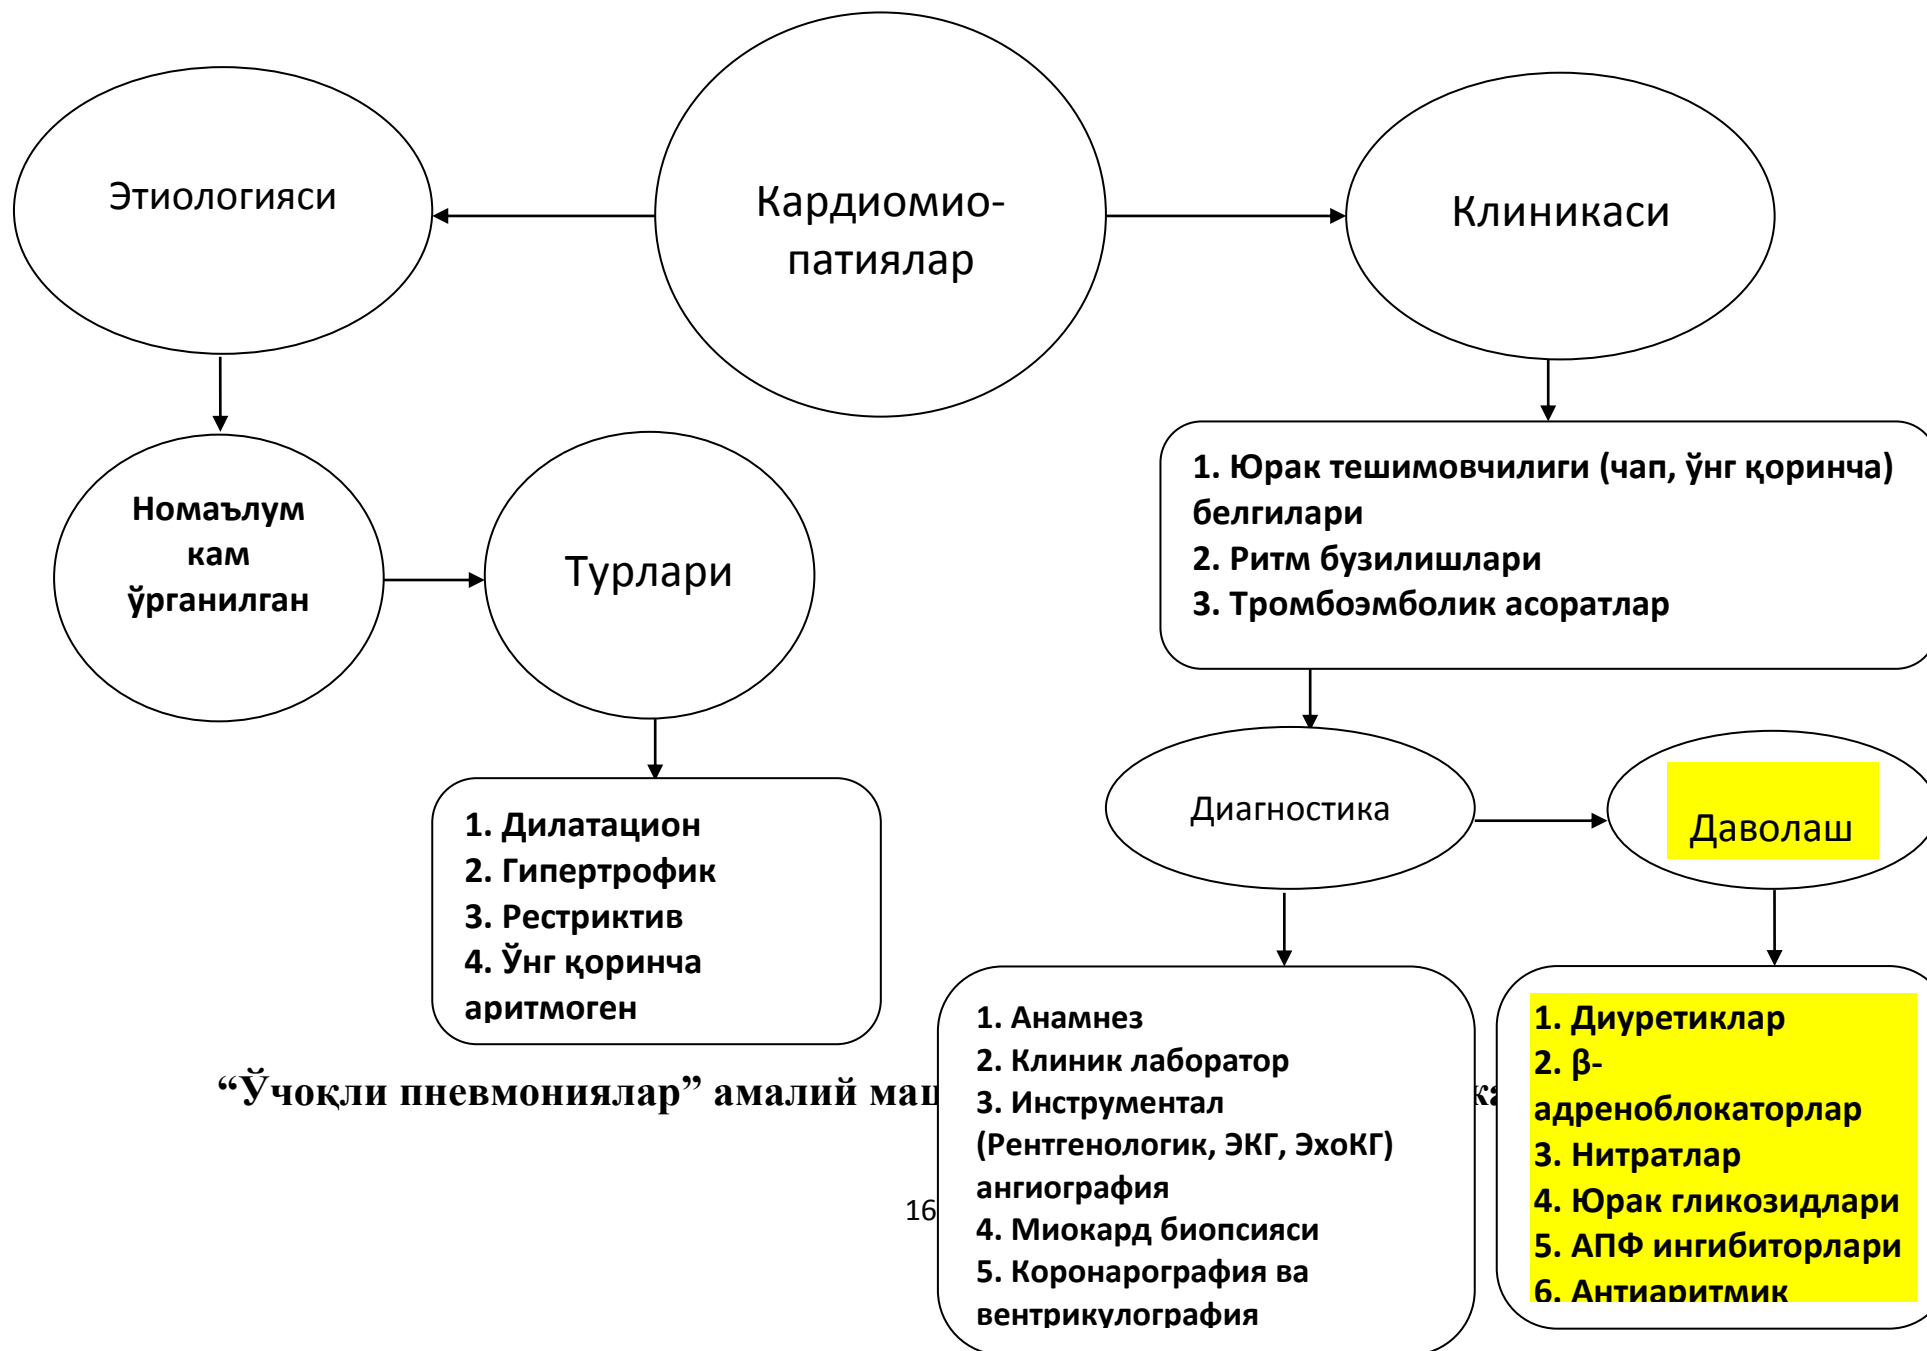 Этиологияси
Кардиомио-
патиялар
Клиникаси
Номаълум
кам
ўрганилган
Турлари
1. Юрак тешимовчилиги (чап, ўнг қоринча)
белгилари
2. Ритм бузилишлари
3. Тромбоэмболик асоратлар
1. Дилатацион
2. Гипертрофик
3. Рестриктив
4. Ўнг қоринча
аритмоген
Диагностика
Даволаш
1. Анамнез
2. Клиник лаборатор
3. Инструментал
(Рентгенологик, ЭКГ, ЭхоКГ)
ангиография
4. Миокард биопсияси
5. Коронарография ва
вентрикулография
1. Диуретиклар
2. β-
адреноблокаторлар
3. Нитратлар
4. Юрак гликозидлари
5. АПФ ингибиторлари
6. Антиаритмик
“Ўчоқли пневмониялар” амалий
16